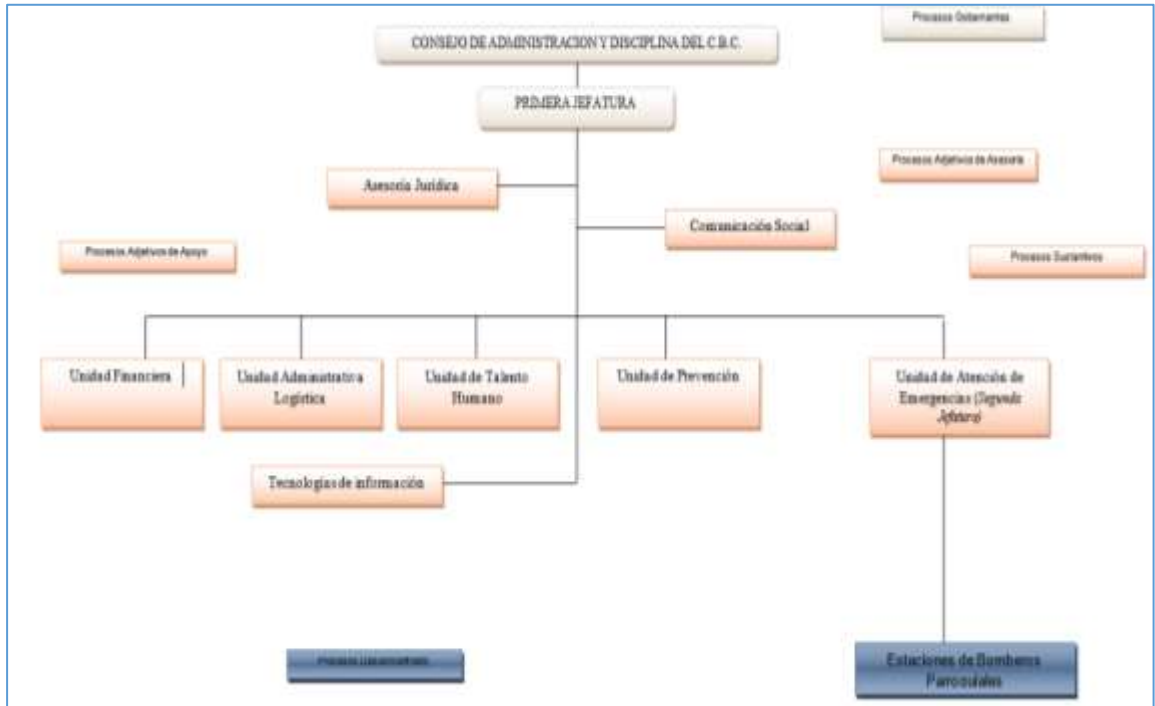 Procesos Gobernantes
CONSEJO DE ADMINISTRACION Y DISCIPLINA DEL C.B.C.
PRIMERA JEFATURA
Procesos Adjetivos de Asesoría
Asesoría Jurídica
Comunicación Social
Procesos Adjetivos de Apoyo
Procesos Sustantivos
Unidad Financiera
Unidad Administrativa
Logística
Unidad de Talento
Humano
Unidad de Prevención
Unidad de Atención de
Emergencias (Segunda
Jefatura)
Tecnologías de información
Procesos
Estaciones de Bomberos
Parroquiales